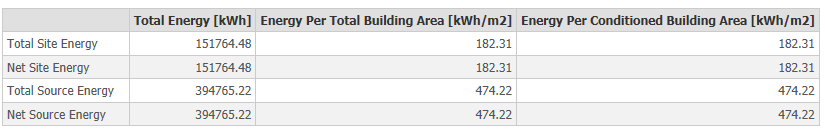 Total Energy [kWh] Energy Per Total Building Area [kWh/m2] Energy Per Conditioned Building Area [kWh/m2]
Total Site Energy 151764.48 182.31 182.31
Net Site Energy 151764.48 182.31 182.31
Total Source Energy 394765.22 474.22 474.22
Net Source Energy 394765.22 474.22 474.22